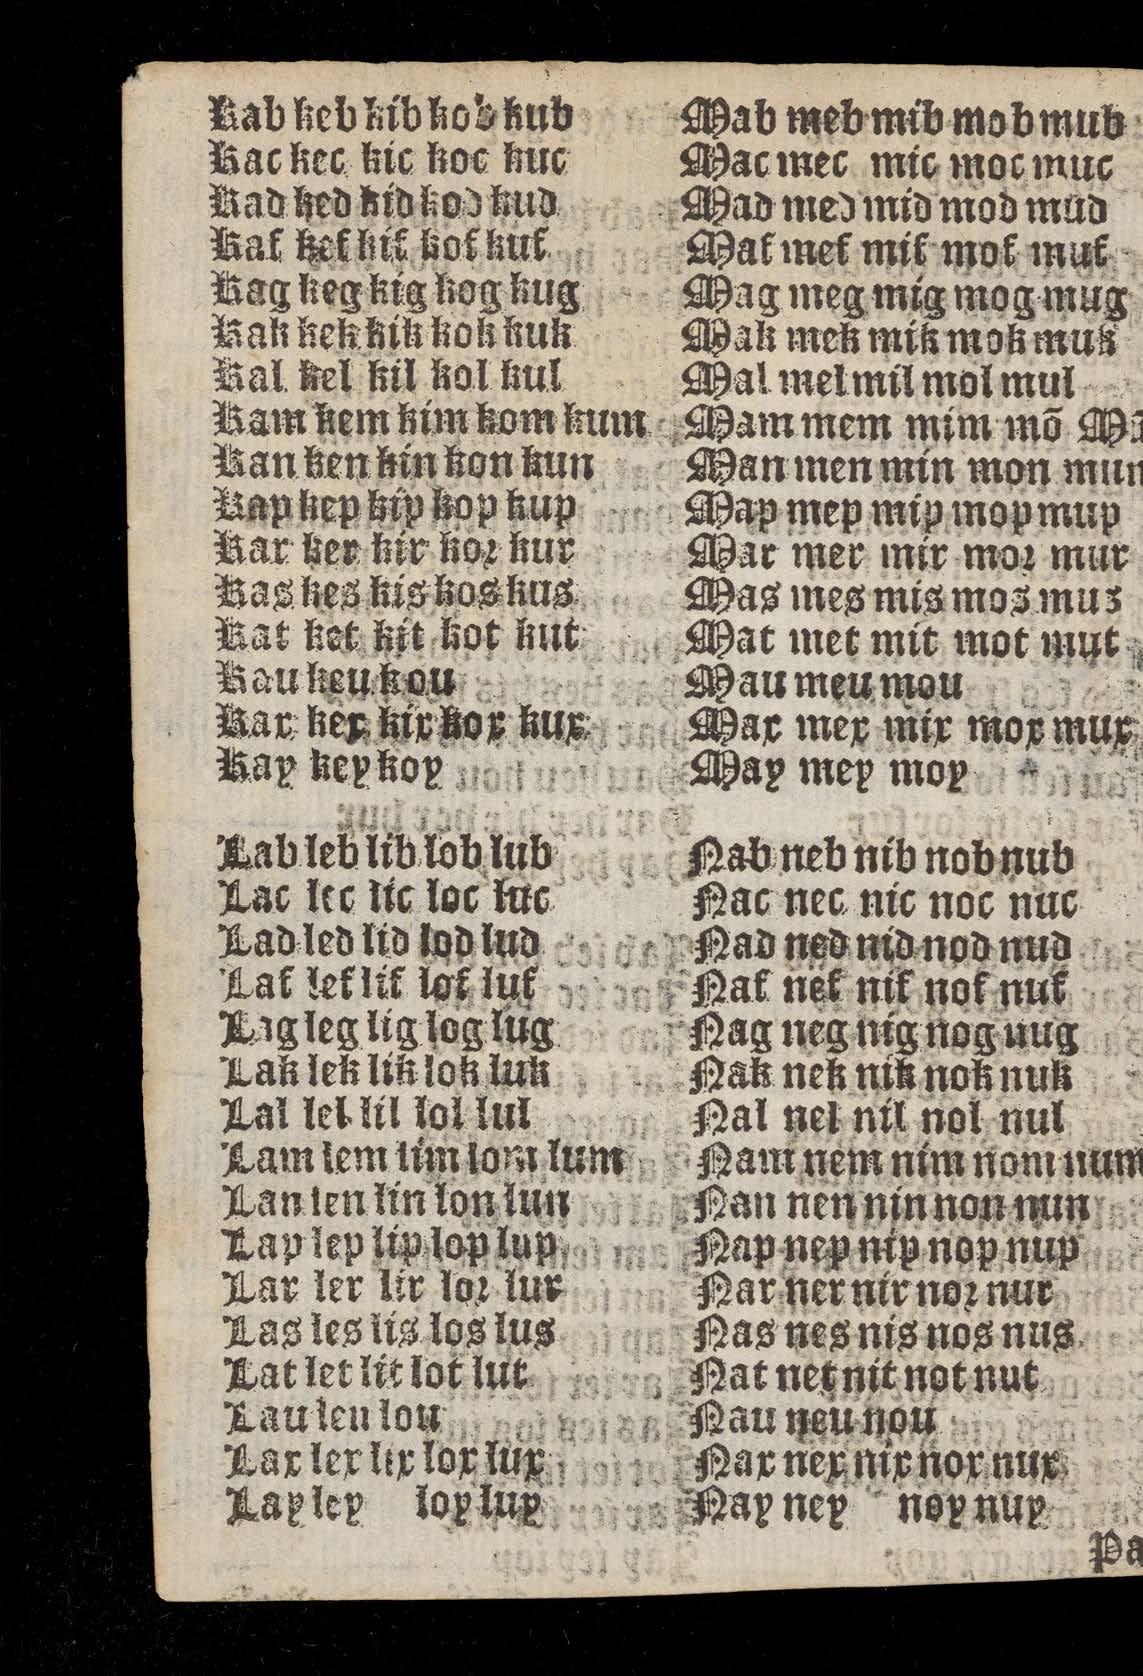 Kab keb kib kob kub
Kac kec kic koc kuc
Kad ked kid kod kud
Kaf kef kif kof kuf
Kag keg kig kog kug
Kak kek kik kok kuk
Kal kel kil kol kul
Kam kem kim kom kum
Kan ken kin kon kun
Kap kep kip kop kup
Kar ker kir koꝛ kur
Kas kes kis kos kus
Kat ket kit kot kut
Kau keu kou
Kax kex kix kox kux
Kay key koy
Lab leb lib lob lub
Lac lec lic loc luc
Lad led lid lod lud
Laf lef lif lof luf
Lag leg lig log lug
Lak lek lik lok luk
Lal lel lil lol lul
Lam lem lim lom lum
Lan len lin lon lun
Lap lep lip lop lup
Lar ler lir loꝛ lur
Las les lis los lus
Lat let lit lot lut
Lau leu lou
Lax lex lix lox lux
Lay ley loy luy
Mab meb mib mob mub
Mac mec mic moc muc
Mad med mid mod mud
Maf mef mif mof muf
Mag meg mig mog mug
Mak mek mik mok muk
Mal mel mil mol mul
Mam mem mim mõ
Man men min mon mun
Map mep mip mop mup
Mar mer mir moꝛ mur
Mas mes mis mos mus
Mat met mit mot mut
Mau meu mou
Max mex mix mox mux
May mey moy
Nab neb nib nob nub
Nac nec nic noc nuc
Nad ned nid nod nud
Naf nef nif nof nuf
Nag neg nig nog nug
Nak nek nik nok nuk
Nal nel nil nol nul
Nam nem nim nom num
Nan nen nin non nun
Nap nep nip nop nup
Nar ner nir noꝛ nur
Nas nes nis nos nus
Nat net nit not nut
Nau neu nou
Nax nex nix nox nux
Nay ney noy nuy
Pa